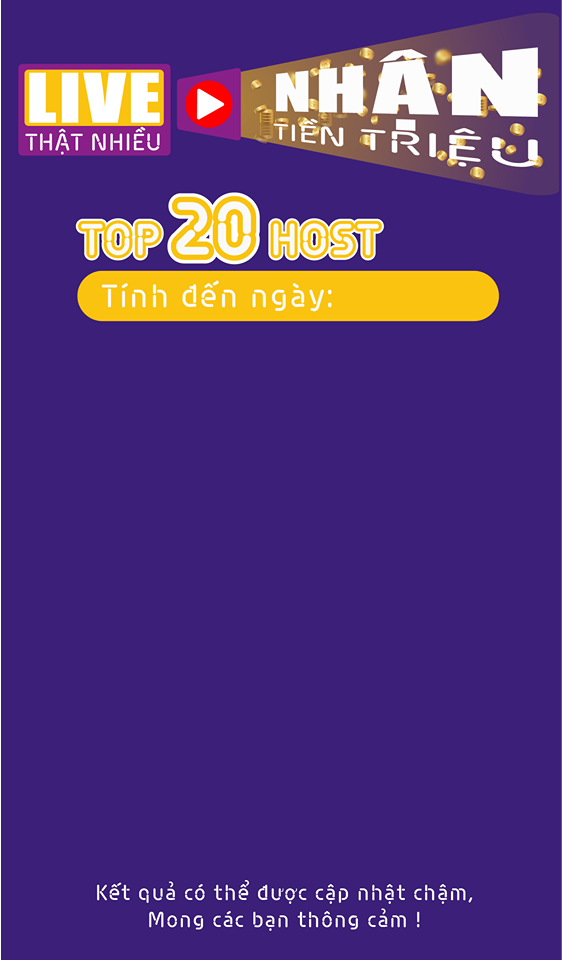 LIVE
THẬT NHIỀU
NHẬN
TIỀN TRIỆU
TOP 20 HOST
Tính đến ngày:
Kết quả có thể được cập nhật chậm,
Mong các bạn thông cảm !